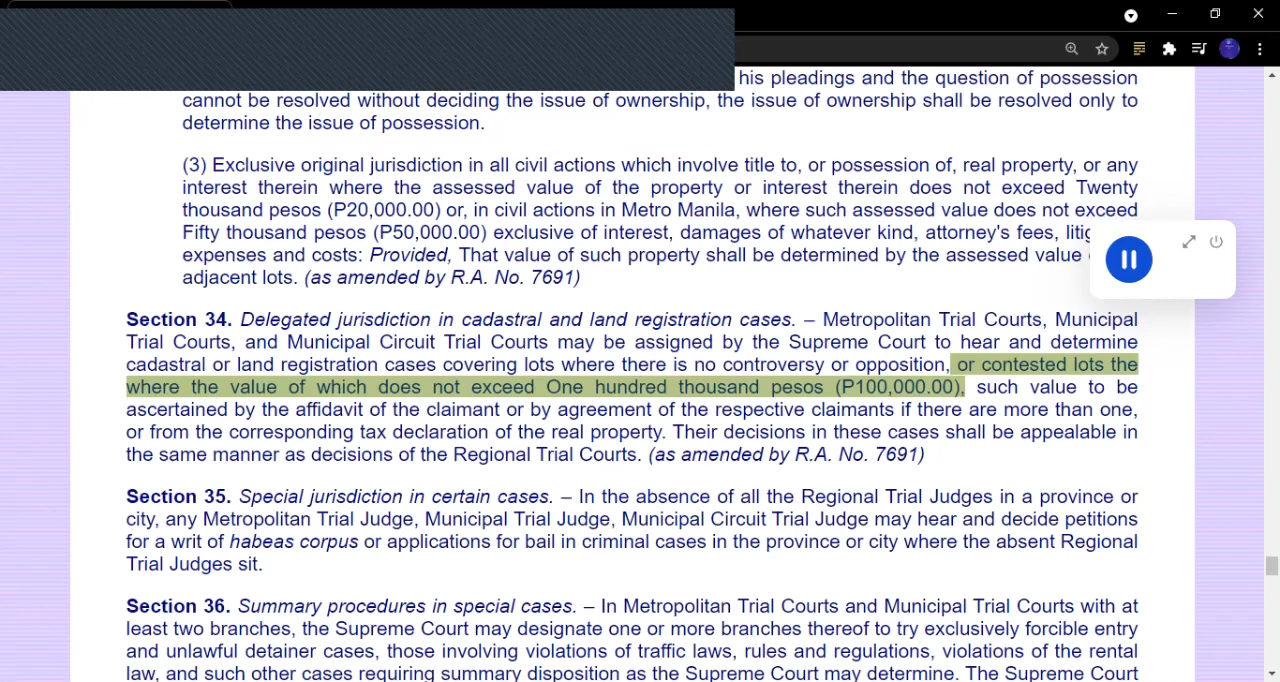 his pleadings and the question of possession
cannot be resolved without deciding the issue of ownership, the issue of ownership shall be resolved only to
determine the issue of possession.
(3) Exclusive original jurisdiction in all civil actions which involve title to, or possession of, real property, or any
interest therein where the assessed value of the property or interest therein does not exceed Twenty
thousand pesos (P20,000.00) or, in civil actions in Metro Manila, where such assessed value does not exceed
Fifty thousand pesos (P50,000.00) exclusive of interest, damages of whatever kind, attorney's fees,
expenses and costs: Provided, That value of such property shall be determined by the assessed value
adjacent lots. (as amended by R.A. No. 7691)
Section 34. Delegated jurisdiction in cadastral and land registration cases. – Metropolitan Trial Courts, Municipal
Trial Courts, and Municipal Circuit Trial Courts may be assigned by the Supreme Court to hear and determine
cadastral or land registration cases covering lots where there is no controversy or opposition, or contested lots the
where the value of which does not exceed One hundred thousand pesos (P100,000.00), such value to be
ascertained by the affidavit of the claimant or by agreement of the respective claimants if there are more than one,
or from the corresponding tax declaration of the real property. Their decisions in these cases shall be appealable in
the same manner as decisions of the Regional Trial Courts. (as amended by R.A. No. 7691)
Section 35. Special jurisdiction in certain cases. – In the absence of all the Regional Trial Judges in a province or
city, any Metropolitan Trial Judge, Municipal Trial Judge, Municipal Circuit Trial Judge may hear and decide petitions
for a writ of habeas corpus or applications for bail in criminal cases in the province or city where the absent Regional
Trial Judges sit.
Section 36. Summary procedures in special cases. – In Metropolitan Trial Courts and Municipal Trial Courts with at
least two branches, the Supreme Court may designate one or more branches thereof to try exclusively forcible entry
and unlawful detainer cases, those involving violations of traffic laws, rules and regulations, violations of the rental
law, and such other cases requiring summary disposition as the Supreme Court may determine. The Supreme Court